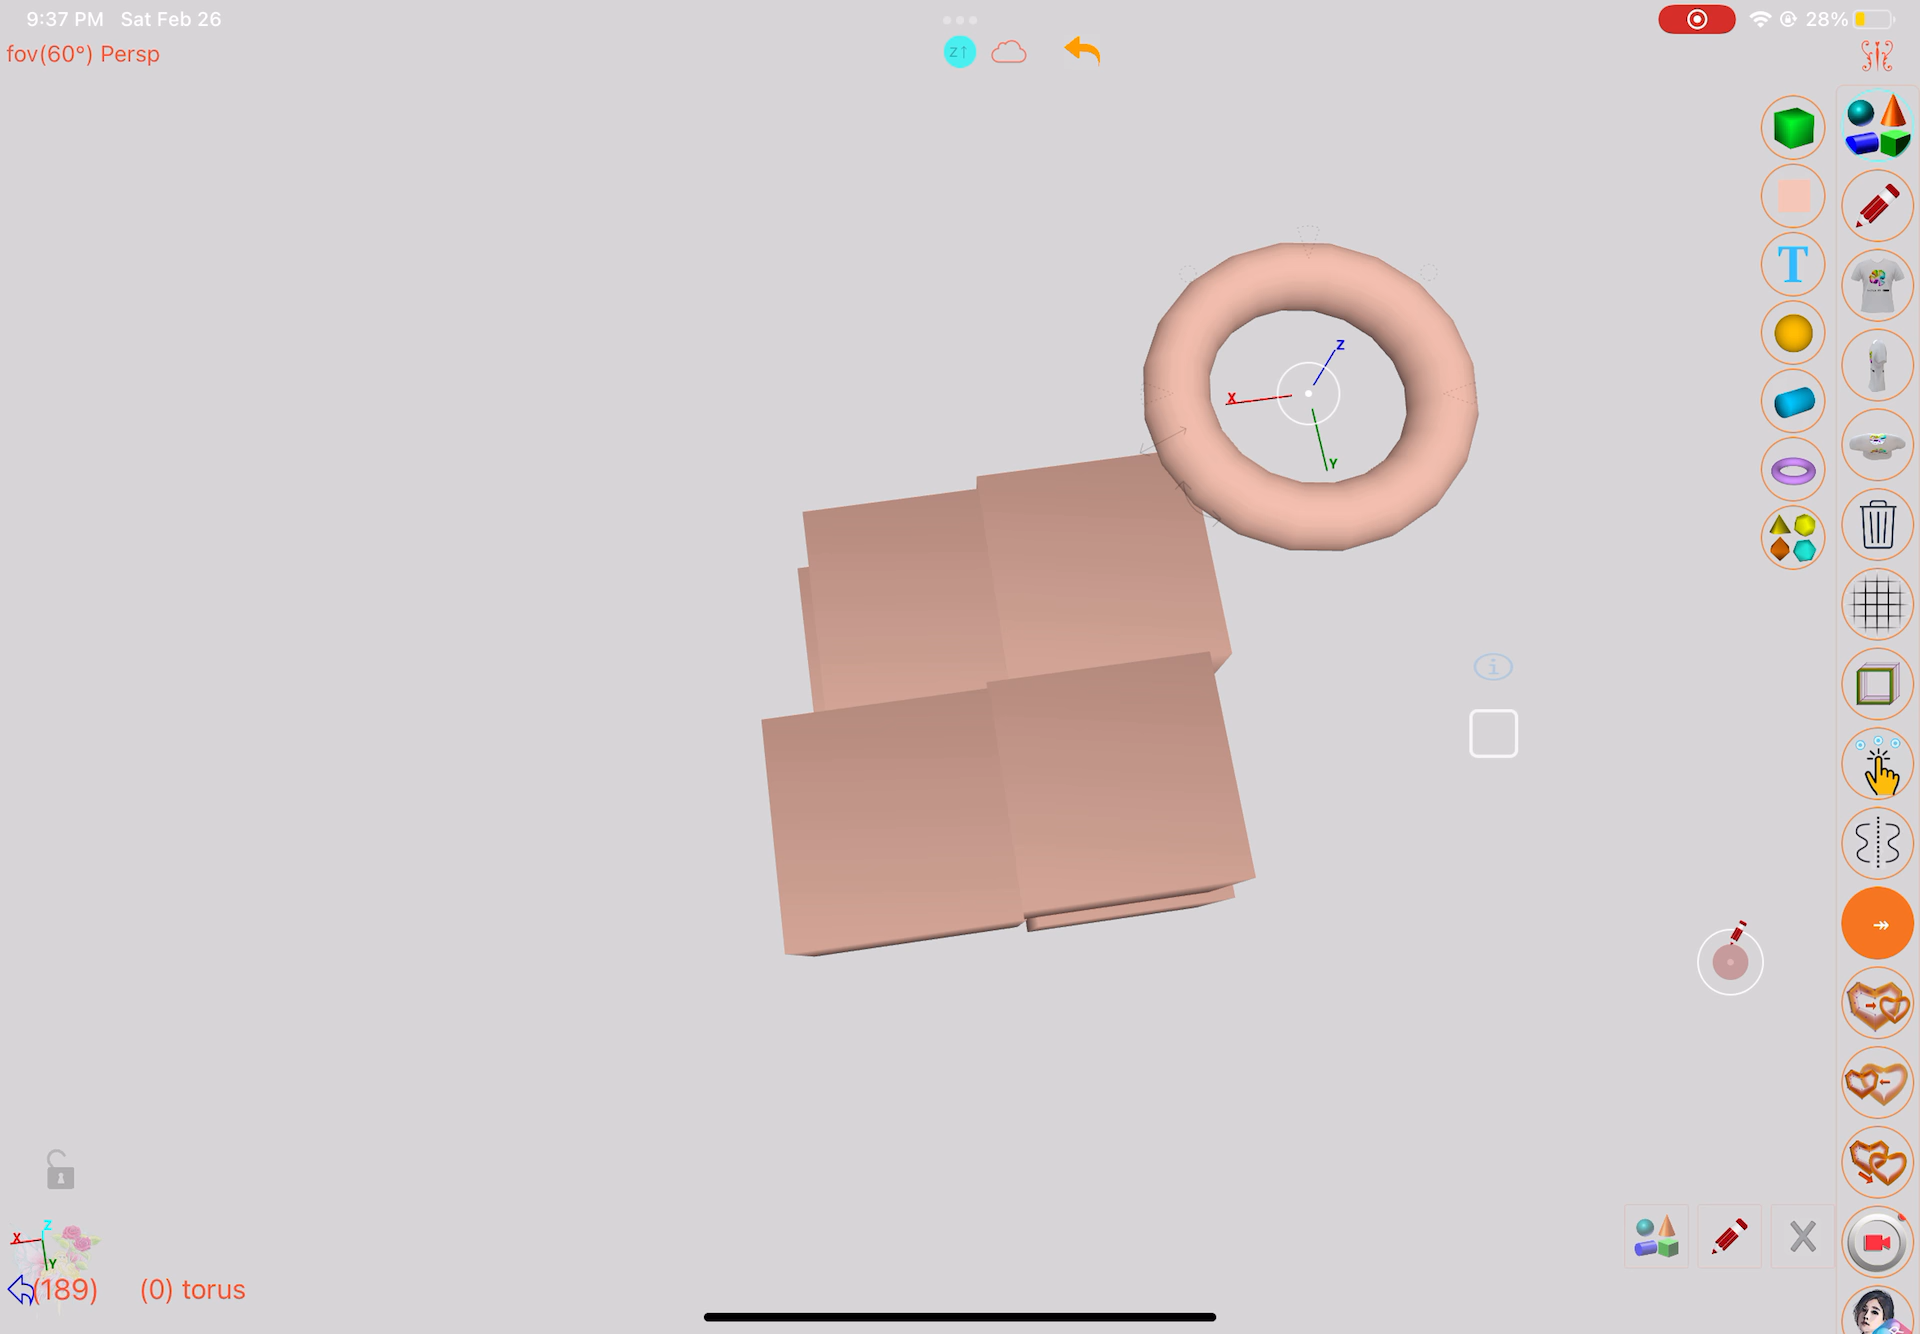 9:37 PM Sat Feb 26
28%
fov(60°) Persp
Z↑
T
Z
X
Y
i
Z
X
Y
(189) (0) torus